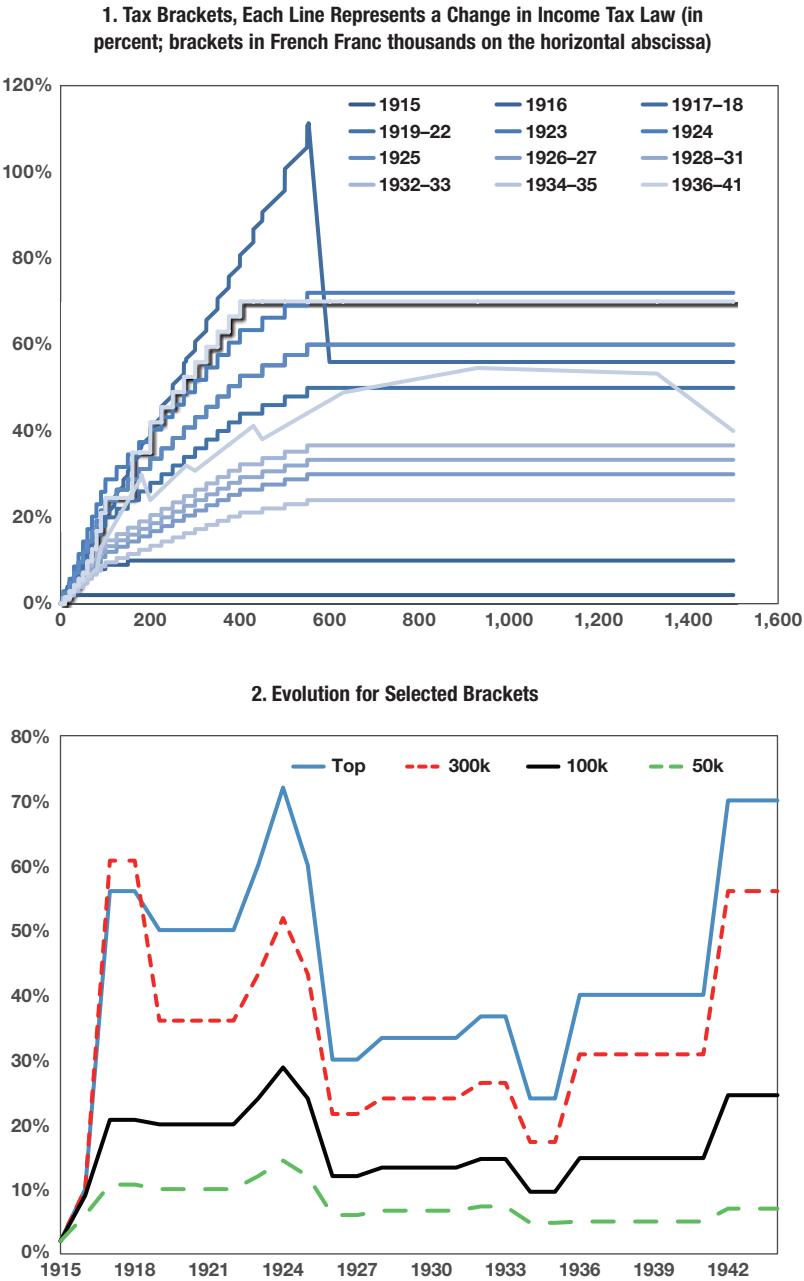 1. Tax Brackets, Each Line Represents a Change in Income Tax Law (in
percent; brackets in French Franc thousands on the horizontal abscissa)
120%
100%
80%
60%
40%
20%
0%
1915 1916 1917–18
1919–22 1923 1924
1925 1926–27 1928–31
1932–33 1934–35 1936–41
0 200 400 600 800 1,000 1,200 1,400 1,600
2. Evolution for Selected Brackets
80%
70%
60%
50%
40%
30%
20%
10%
0%
Top 300k 100k 50k
1915 1918 1921 1924 1927 1930 1933 1936 1939 1942